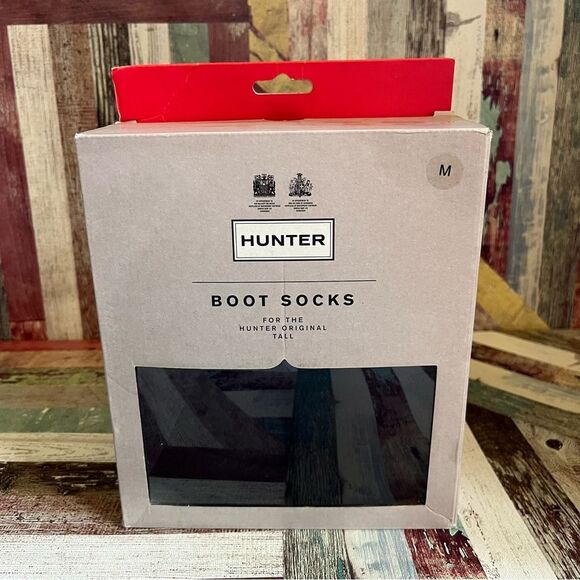 M
HUNTER
BOOT SOCKS
FOR THE
HUNTER ORIGINAL
TALL